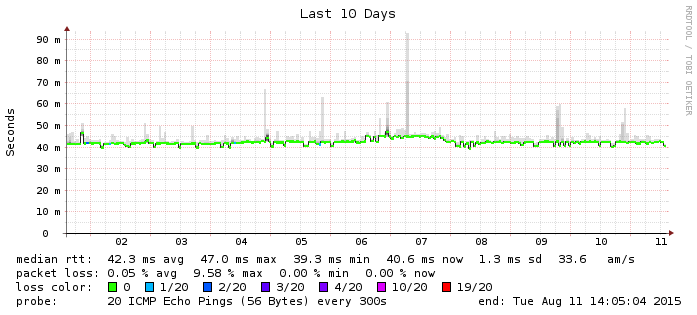 Last 10 Days
RRDTOOL / TOBI OETIKER
Seconds
90 m
80 m
70 m
60 m
50 m
40 m
30 m
20 m
10 m
0
02 03 04 05 06 07 08 09 10 11
median rtt: 42.3 ms avg 47.0 ms max 39.3 ms min 40.6 ms now 1.3 ms sd 33.6 am/s
packet loss: 0.05 % avg 9.58 % max 0.00 % min 0.00 % now
loss color: 0 1/20 2/20 3/20 4/20 10/20 19/20
probe: 20 ICMP Echo Pings (56 Bytes) every 300s end: Tue Aug 11 14:05:04 2015